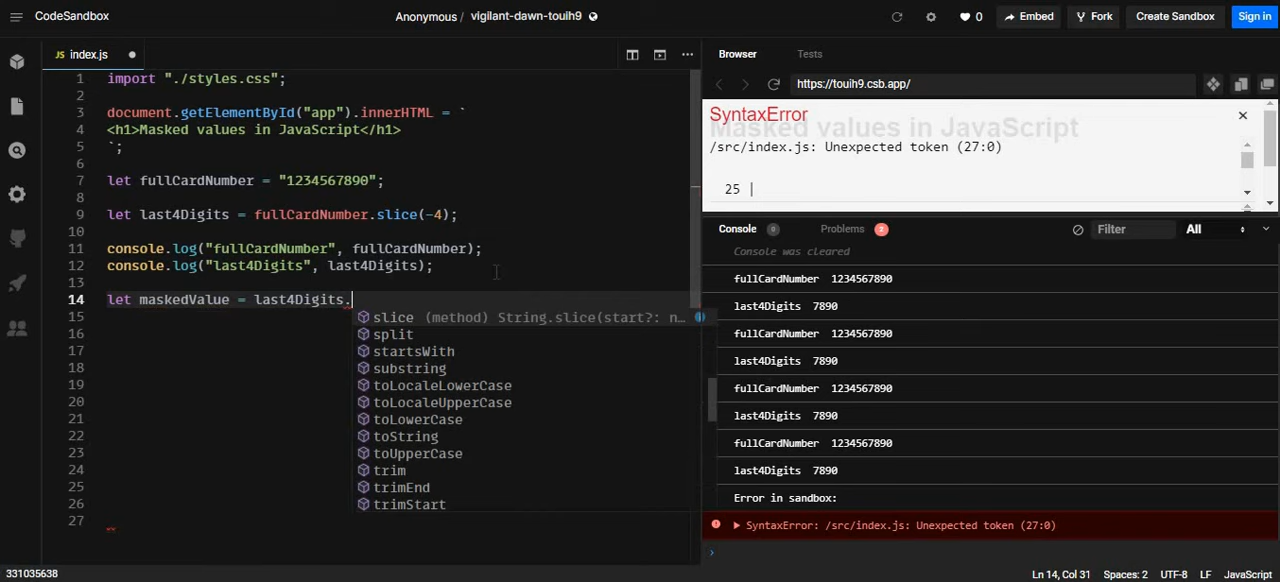 CodeSandbox
Anonymous / vigilant-dawn-touih9
0
Embed
Fork
Create Sandbox
Sign in
JS index.js
1 import "./styles.css";
2
3 document.getElementById("app").innerHTML = `
4 <h1>Masked values in JavaScript</h1>
5 `;
6
7 let fullCardNumber = "1234567890";
8
9 let last4Digits = fullCardNumber.slice(-4);
10
11 console.log("fullCardNumber", fullCardNumber);
12 console.log("last4Digits", last4Digits);
13
14 let maskedValue = last4Digits.
15
16
17
18
19
20
21
22
23
24
25
26
27
slice (method) String.slice(start?: n…
split
startsWith
substring
toLocaleLowerCase
toLocaleUpperCase
toLowerCase
toString
toUpperCase
trim
trimEnd
trimStart
Browser
Tests
https://touih9.csb.app/
SyntaxError
Masked values in JavaScript
/src/index.js: Unexpected token (27:0)
25 |
Console 0
Problems 2
Filter
All
Console was cleared
fullCardNumber 1234567890
last4Digits 7890
fullCardNumber 1234567890
last4Digits 7890
fullCardNumber 1234567890
last4Digits 7890
fullCardNumber 1234567890
last4Digits 7890
Error in sandbox:
SyntaxError: /src/index.js: Unexpected token (27:0)
331035638
Ln 14, Col 31
Spaces: 2
UTF-8
LF
JavaScript